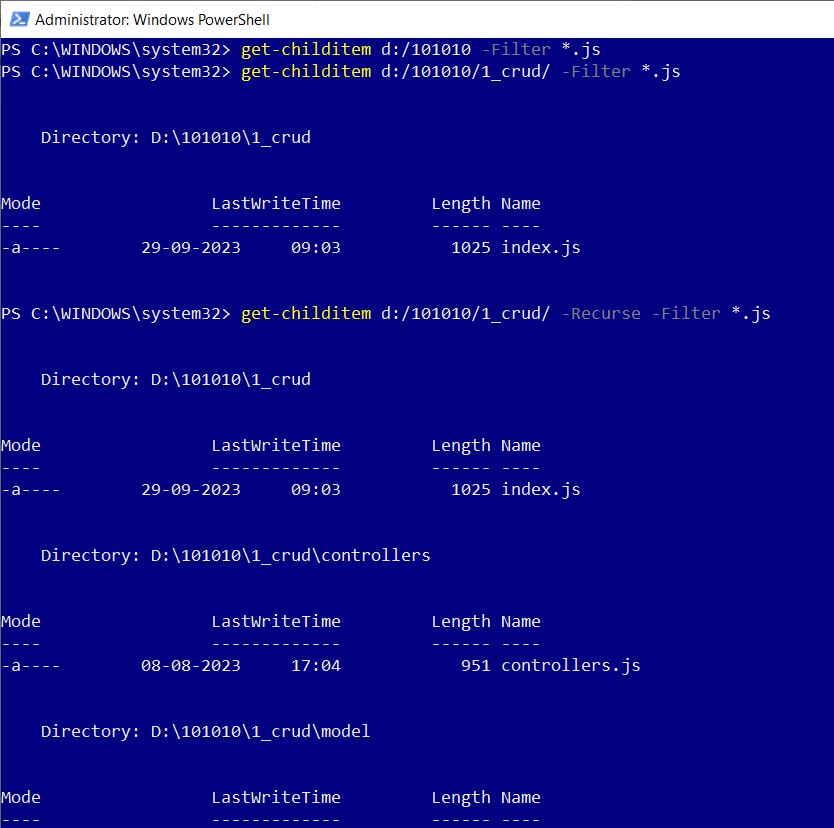 Administrator: Windows PowerShell
PS C:\WINDOWS\system32> get-childitem d:/101010 -Filter *.js
PS C:\WINDOWS\system32> get-childitem d:/101010/1_crud/ -Filter *.js
Directory: D:\101010\1_crud
Mode LastWriteTime Length Name
---- ------------- ------ ----
-a---- 29-09-2023 09:03 1025 index.js
PS C:\WINDOWS\system32> get-childitem d:/101010/1_crud/ -Recurse -Filter *.js
Directory: D:\101010\1_crud
Mode LastWriteTime Length Name
---- ------------- ------ ----
-a---- 29-09-2023 09:03 1025 index.js
Directory: D:\101010\1_crud\controllers
Mode LastWriteTime Length Name
---- ------------- ------ ----
-a---- 08-08-2023 17:04 951 controllers.js
Directory: D:\101010\1_crud\model
Mode LastWriteTime Length Name
---- ------------- ------ ----